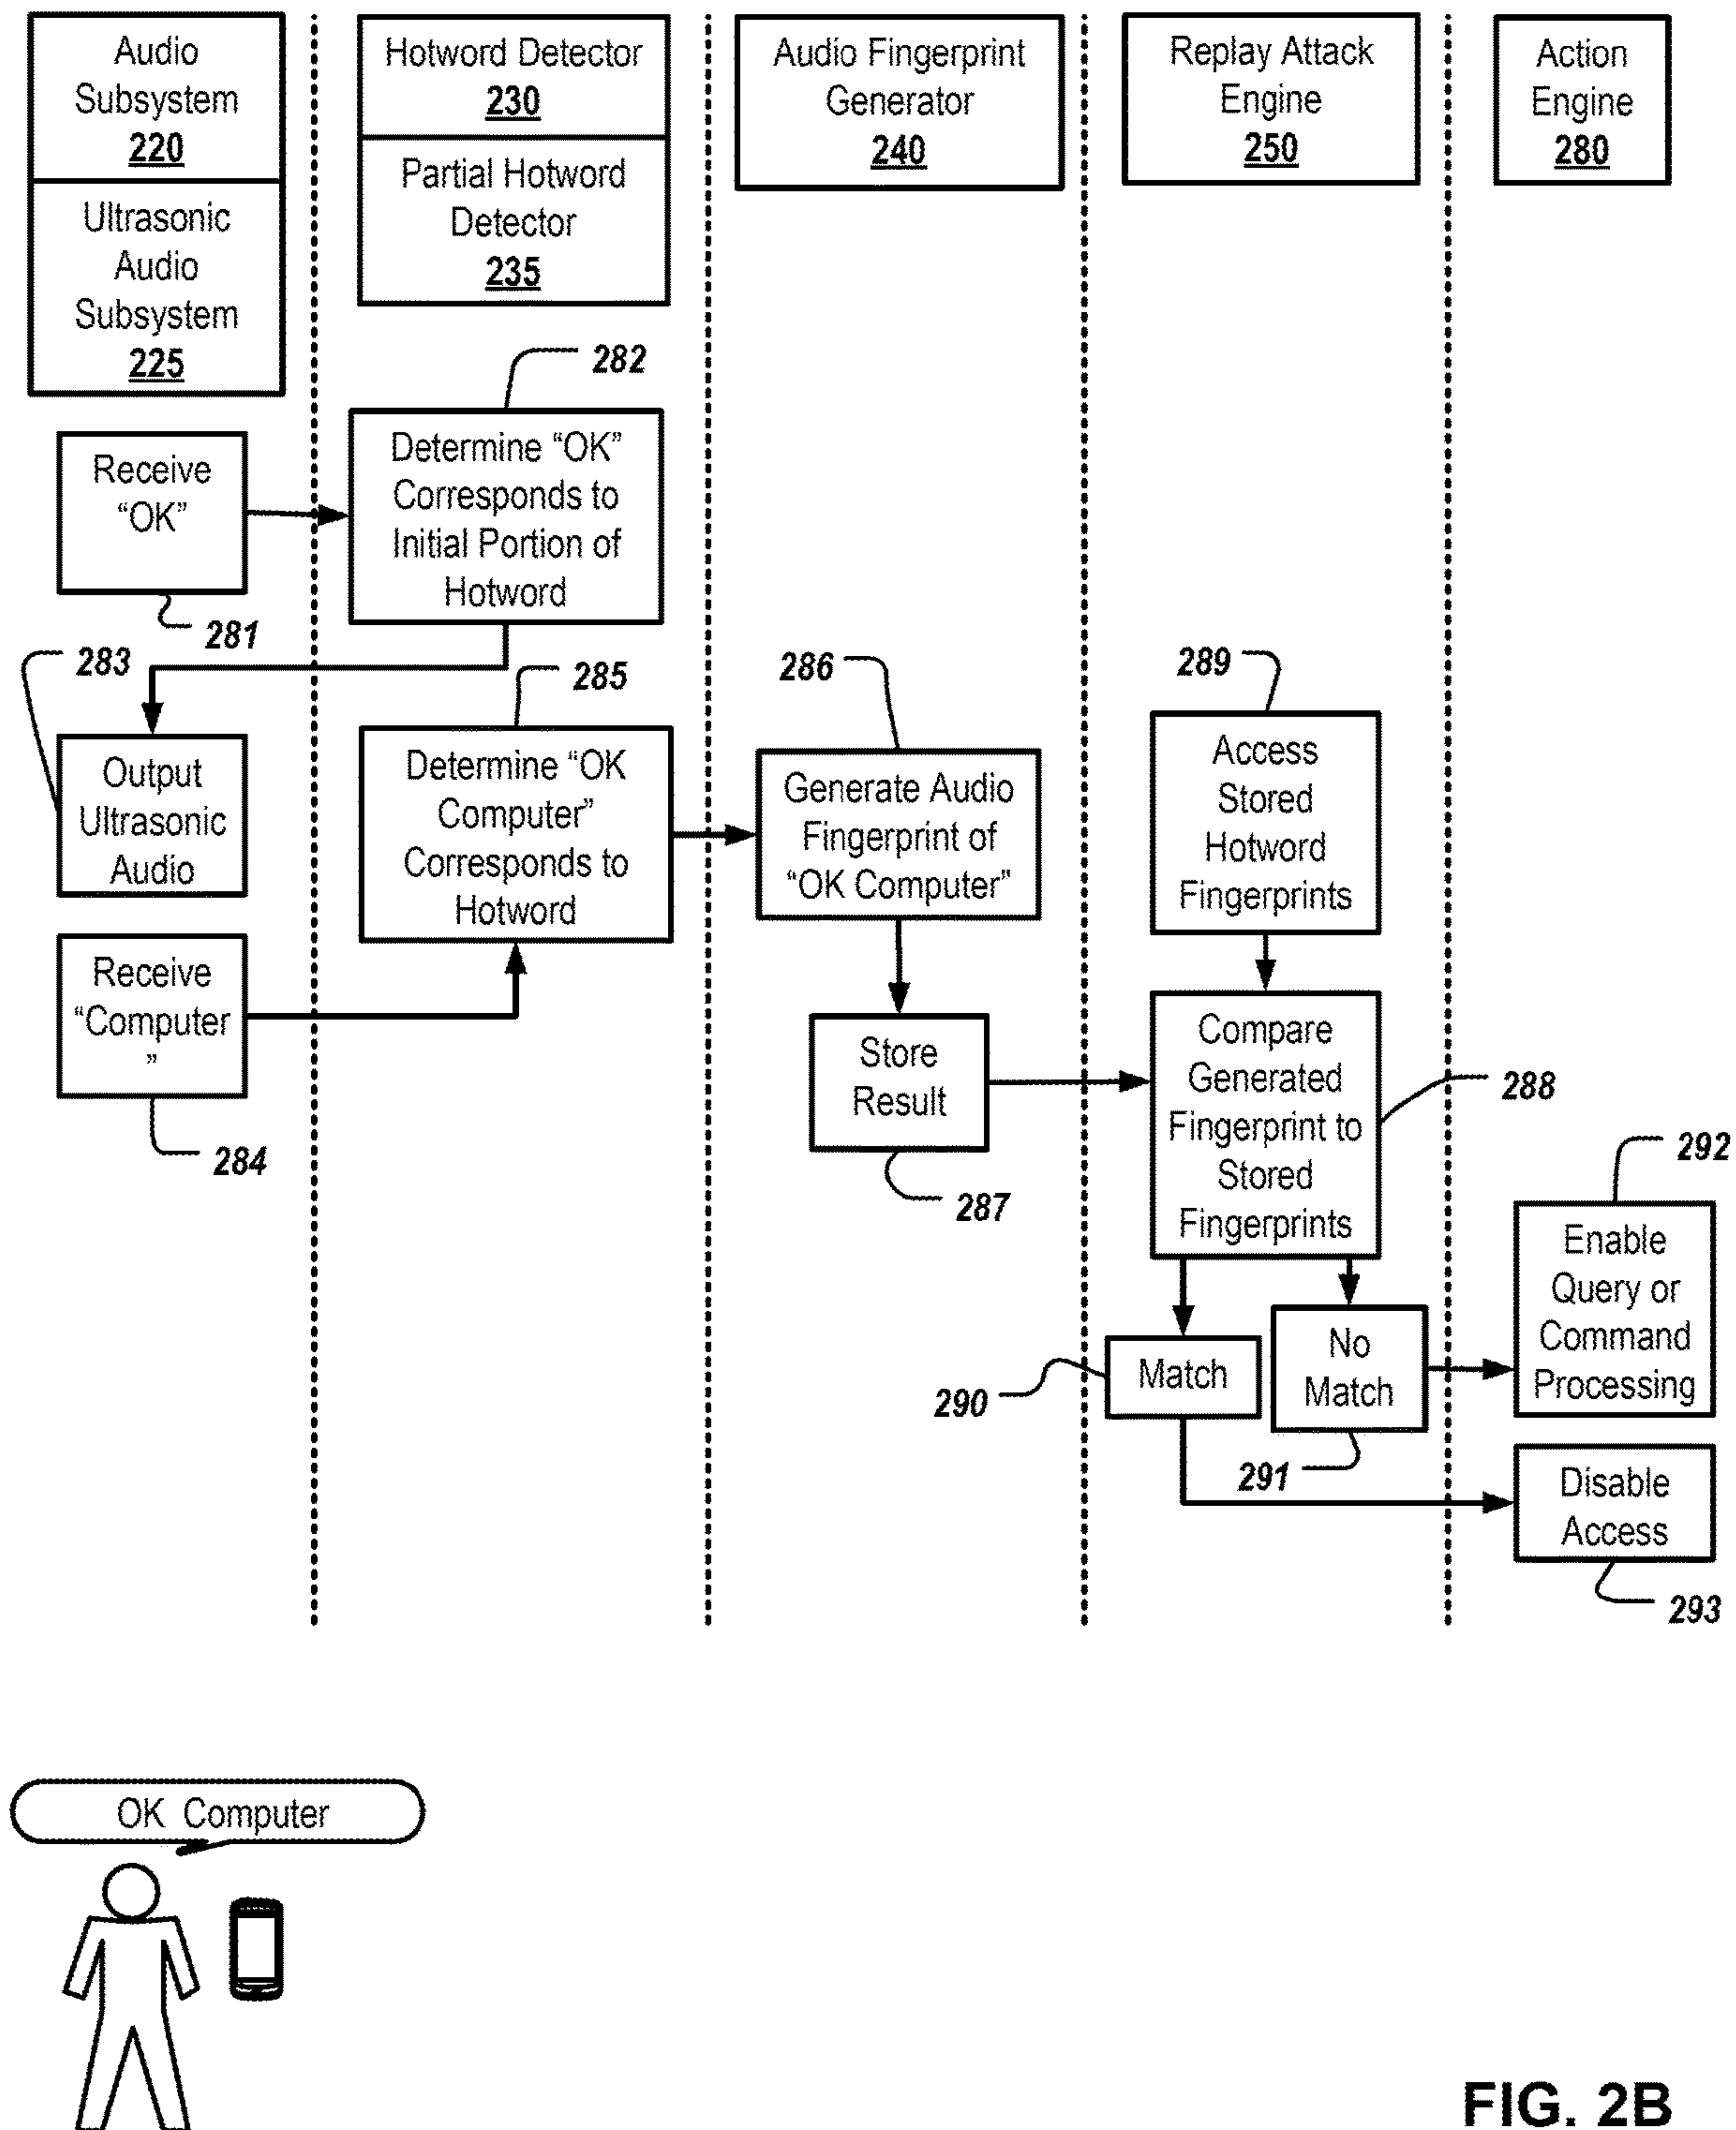 Audio
Subsystem
220
Ultrasonic
Audio
Subsystem
225
Hotword Detector
230
Partial Hotword
Detector
235
Audio Fingerprint
Generator
240
Replay Attack
Engine
250
Action
Engine
280
282
Receive
“OK”
281
Determine “OK”
Corresponds to
Initial Portion of
Hotword
283
285
286
289
Output
Ultrasonic
Audio
Determine “OK
Computer”
Corresponds to
Hotword
Generate Audio
Fingerprint of
“OK Computer”
Access
Stored
Hotword
Fingerprints
Receive
“Computer
”
284
Store
Result
287
Compare
Generated
Fingerprint to
Stored
Fingerprints
288
292
Enable
Query or
Command
Processing
290
Match
No
Match
291
Disable
Access
293
OK Computer
FIG. 2B